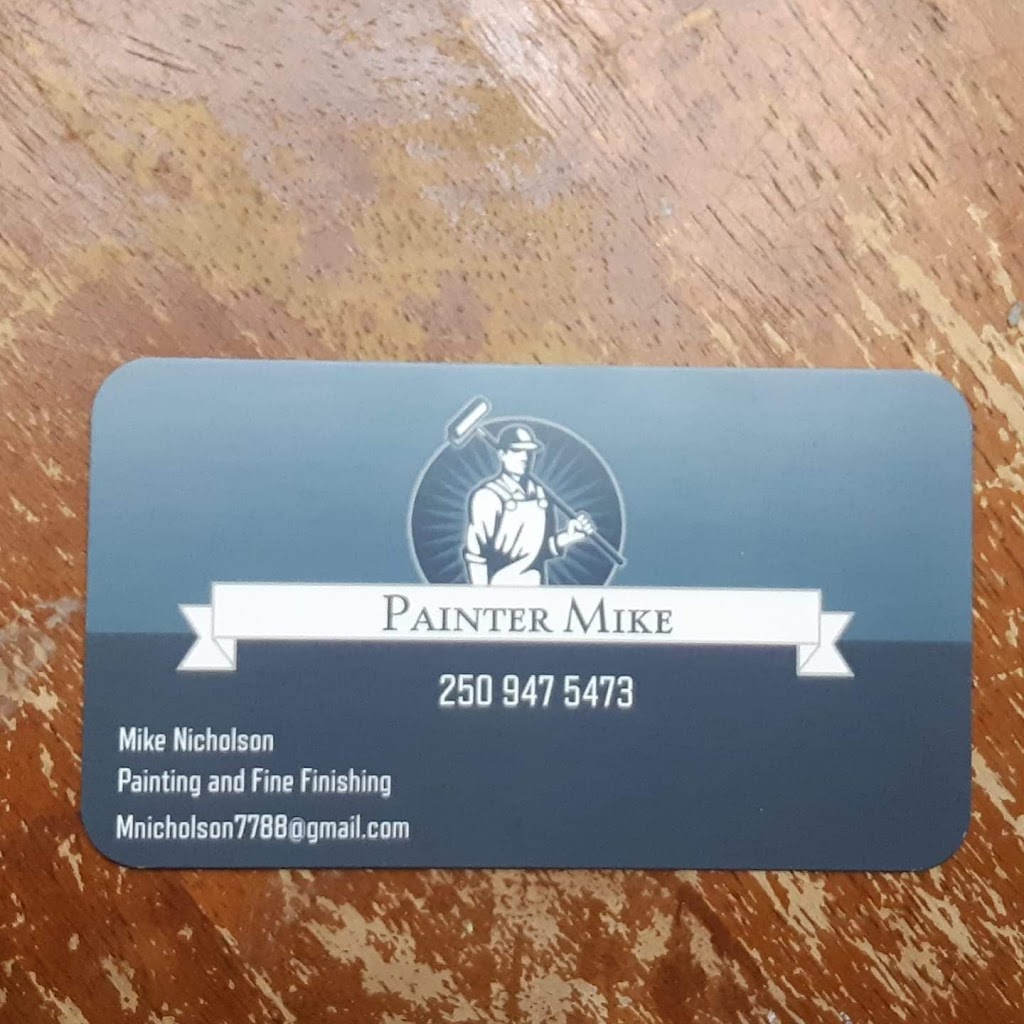 PAINTER MIKE
250 947 5473
Mike Nicholson
Painting and Fine Finishing
Mnicholson7788@gmail.com